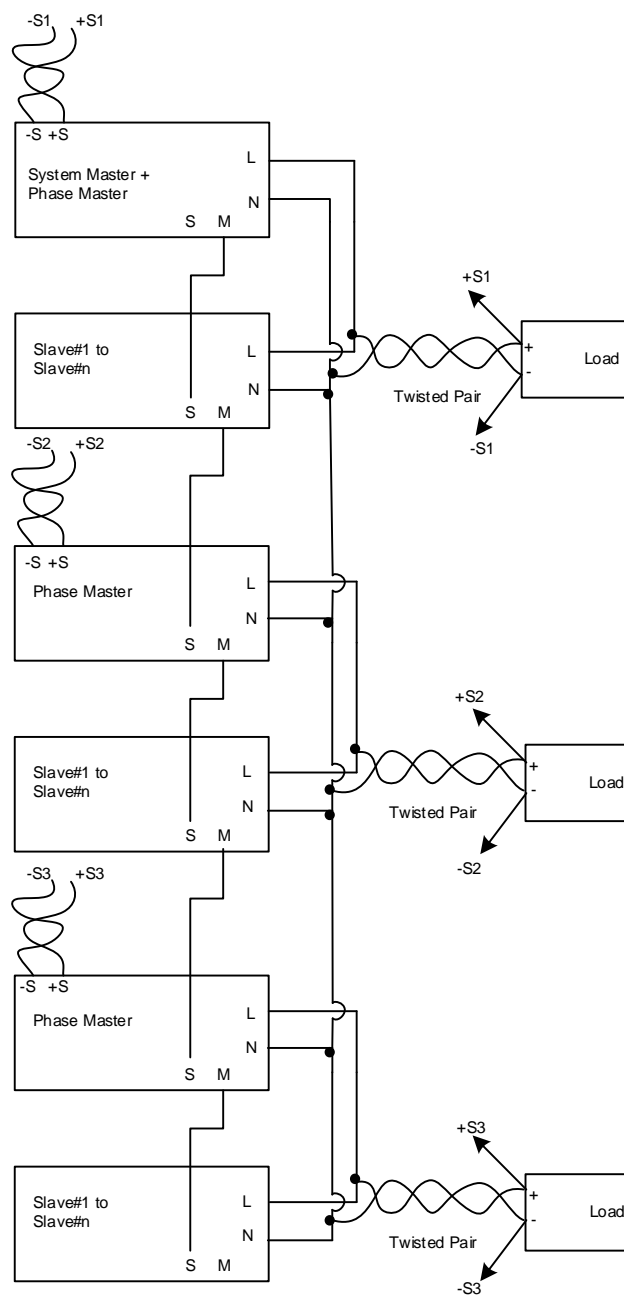 -S1 +S1
-S +S
System Master +
Phase Master
L
N
S M
Slave#1 to
Slave#n
L
N
S M
+S1
+
-
Load
Twisted Pair
-S1
-S2 +S2
-S +S
Phase Master
L
N
S M
Slave#1 to
Slave#n
L
N
S M
+S2
+
-
Load
Twisted Pair
-S2
-S3 +S3
-S +S
Phase Master
L
N
S M
Slave#1 to
Slave#n
L
N
S M
+S3
+
-
Load
Twisted Pair
-S3